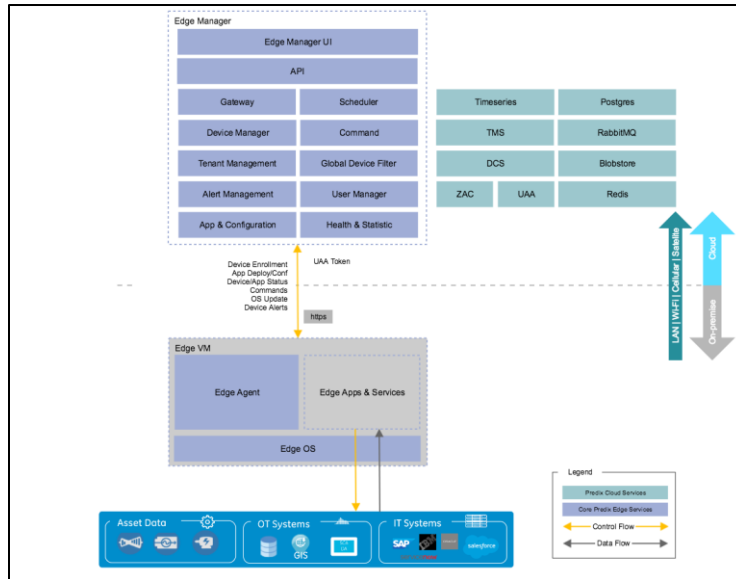 Edge Manager
Edge Manager UI
API
Gateway
Scheduler
Device Manager
Command
Tenant Management
Global Device Filter
Alert Management
User Manager
App & Configuration
Health & Statistic
Timeseries
Postgres
TMS
RabbitMQ
DCS
Blobstore
ZAC
UAA
Redis
LAN | Wi-Fi | Cellular | Satelite
Cloud
On-premise
Device Enrollment
App Deploy/Conf
Device/App Status
Commands
OS Update
Device Alerts
UAA Token
https
Edge VM
Edge Agent
Edge Apps & Services
Edge OS
Legend
Predix Cloud Services
Core Predix Edge Services
Control Flow
Data Flow
Asset Data
OT Systems
GIS
IT Systems
SAP
salesforce